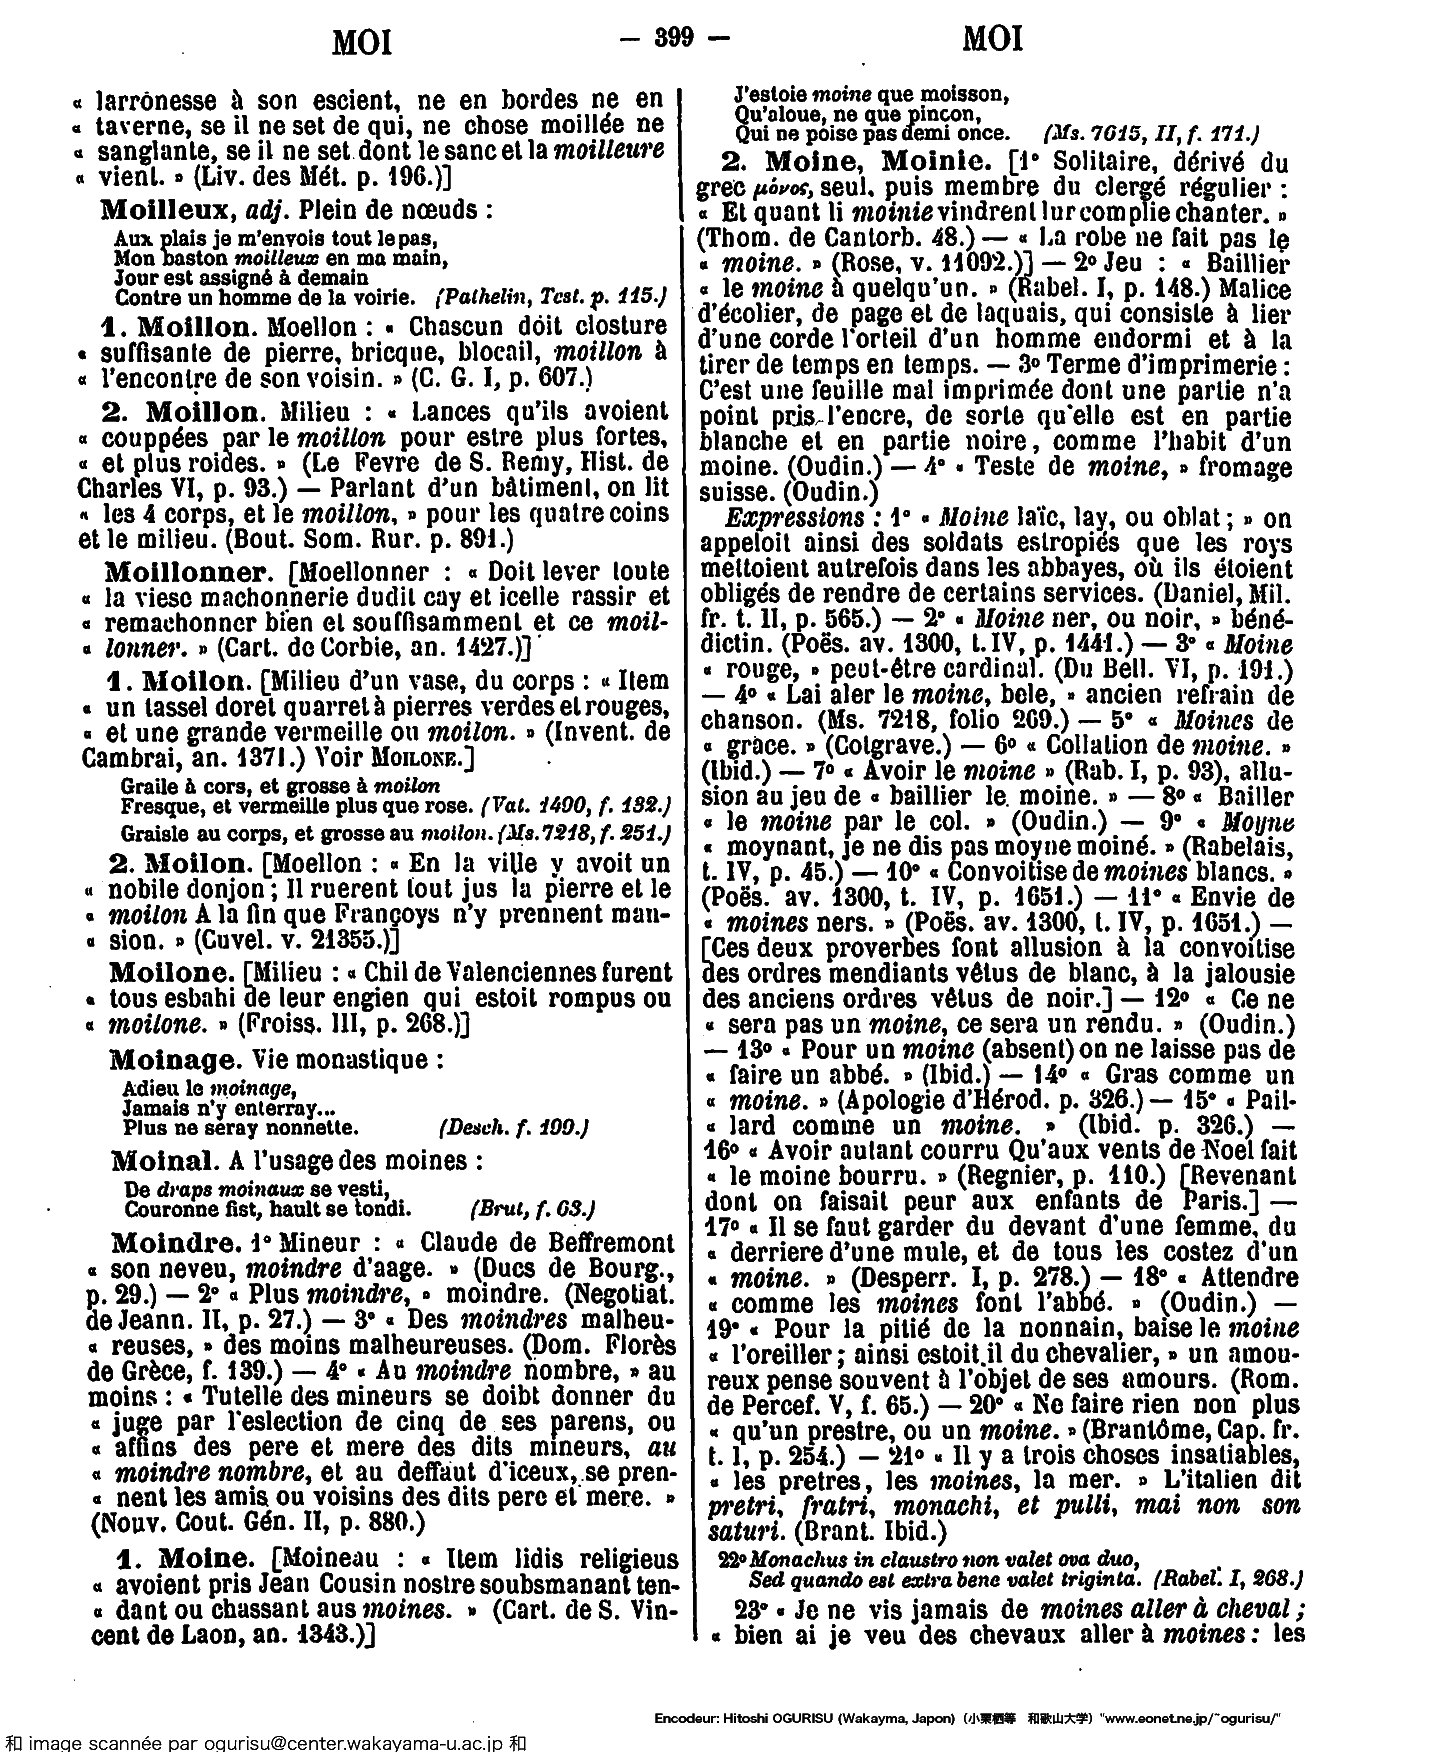 MOI — 399 — MOI
« larrônesse à son escient, ne en bordes ne en
« taverne, se il ne set de qui, ne chose moillée ne
« sanglante, se il ne set dont le sanc et la moilleure
« vient. » (Liv. des Mét. p. 196.)]
Moilleux, adj. Plein de nœuds :
Aux plais je m'envois tout le pas,
Mon baston moilleux en ma main,
Jour est assigné à demain
Contre un homme de la voirie. (Pathelin, Test. p. 115.)
1. Moillon. Moellon : « Chascun doit closture
« suffisante de pierre, bricque, blocail, moillon à
« l'encontre de son voisin. » (C. G. I, p. 607.)
2. Moillon. Milieu : « Lances qu'ils avoient
« couppées par le moillon pour estre plus fortes,
« et plus roides. » (Le Fevre de S. Remy, Hist. de
Charles VI, p. 93.) — Parlant d'un bâtiment, on lit
« les 4 corps, et le moillon, » pour les quatre coins
et le milieu. (Bout. Som. Rur. p. 891.)
Moillonner. [Moellonner : « Doit lever toute
« la viese machonnerie dudit cay et icelle rassir et
« remachonner bien et souffisamment et ce moil-
« lonner. » (Cart. de Corbie, an. 1427.)]
1. Moilon. [Milieu d'un vase, du corps : « Item
« un tassel doret quarret à pierres verdes et rouges,
« et une grande vermeille ou moilon. » (Invent. de
Cambrai, an. 1371.) Voir MOILONE.]
Graile à cors, et grosse à moilon
Fresque, et vermeille plus que rose. (Vat. 1490, f. 132.)
Graisle au corps, et grosse au moilon. (Ms. 7218, f. 251.)
2. Moilon. [Moellon : « En la ville y avoit un
« nobile donjon ; Il ruerent tout jus la pierre et le
« moilon A la fin que Françoys n'y prennent man-
« sion. » (Cuvel. v. 21355.)]
Moilone. [Milieu : « Chil de Valenciennes furent
« tous esbahi de leur engien qui estoit rompus ou
« moilone. » (Froiss. III, p. 268.)]
Moinage. Vie monastique :
Adieu le moinage,
Jamais n'y enterray...
Plus ne seray nonnette. (Desch. f. 199.)
Moinal. A l'usage des moines :
De draps moinaux se vesti,
Couronne fist, hault se tondi. (Brut, f. 63.)
Moindre. 1° Mineur : « Claude de Beffremont
« son neveu, moindre d'aage. » (Ducs de Bourg.,
p. 29.) — 2° « Plus moindre, » moindre. (Negotiat.
de Jeann. II, p. 27.) — 3° « Des moindres malheu-
« reuses, » des moins malheureuses. (Dom. Florès
de Grèce, f. 139.) — 4° « Au moindre nombre, » au
moins : « Tutelle des mineurs se doibt donner du
« juge par l'eslection de cinq de ses parens, ou
« affins des pere et mere des dits mineurs, au
« moindre nombre, et au deffaut d'iceux, se pren-
« nent les amis ou voisins des dits pere et mere. »
(Nouv. Cout. Gén. II, p. 880.)
1. Moine. [Moineau : « Item lidis religieus
« avoient pris Jean Cousin nostre soubsmanant ten-
« dant ou chassant aus moines. » (Cart. de S. Vin-
cent de Laon, an. 1343.)]
J'estoie moine que moisson,
Qu'aloue, ne que pinçon,
Qui ne poise pas demi once. (Ms. 7615, II, f. 171.)
2. Moine, Moinie. [1° Solitaire, dérivé du
grec μόνος, seul, puis membre du clergé régulier :
« Et quant li moinie vindrent lur complie chanter. »
(Thom. de Cantorb. 48.) — « La robe ne fait pas le
« moine. » (Rose, v. 11092.)] — 2° Jeu : « Baillier
« le moine à quelqu'un. » (Rabel. I, p. 148.) Malice
d'écolier, de page et de laquais, qui consiste à lier
d'une corde l'orteil d'un homme endormi et à la
tirer de temps en temps. — 3° Terme d'imprimerie :
C'est une feuille mal imprimée dont une partie n'a
point pris l'encre, de sorte qu'elle est en partie
blanche et en partie noire, comme l'habit d'un
moine. (Oudin.) — 4° « Teste de moine, » fromage
suisse. (Oudin.)
Expressions : 1° « Moine laïc, lay, ou oblat ; » on
appeloit ainsi des soldats estropiés que les roys
mettoient autrefois dans les abbayes, où ils étoient
obligés de rendre de certains services. (Daniel, Mil.
fr. t. II, p. 565.) — 2° « Moine ner, ou noir, » béné-
dictin. (Poës. av. 1300, t. IV, p. 1441.) — 3° « Moine
« rouge, » peut-être cardinal. (Du Bell. VI, p. 191.)
— 4° « Lai aler le moine, bele, » ancien refrain de
chanson. (Ms. 7218, folio 269.) — 5° « Moines de
« grâce. » (Cotgrave.) — 6° « Collation de moine. »
(Ibid.) — 7° « Avoir le moine » (Rab. I, p. 93), allu-
sion au jeu de « baillier le moine. » — 8° « Bailler
« le moine par le col. » (Oudin.) — 9° « Moyne
« moynant, je ne dis pas moyne moiné. » (Rabelais,
t. IV, p. 45.) — 10° « Convoitise de moines blancs. »
(Poës. av. 1300, t. IV, p. 1651.) — 11° « Envie de
« moines ners. » (Poës. av. 1300, t. IV, p. 1651.) —
[Ces deux proverbes font allusion à la convoitise
des ordres mendiants vêtus de blanc, à la jalousie
des anciens ordres vêtus de noir.] — 12° « Ce ne
« sera pas un moine, ce sera un rendu. » (Oudin.)
— 13° « Pour un moine (absent) on ne laisse pas de
« faire un abbé. » (Ibid.) — 14° « Gras comme un
« moine. » (Apologie d'Hérod. p. 326.) — 15° « Pail-
« lard comme un moine. » (Ibid. p. 326.) —
16° « Avoir autant courru Qu'aux vents de Noel fait
« le moine bourru. » (Regnier, p. 110.) [Revenant
dont on faisait peur aux enfants de Paris.] —
17° « Il se faut garder du devant d'une femme, du
« derriere d'une mule, et de tous les costez d'un
« moine. » (Desperr. I, p. 278.) — 18° « Attendre
« comme les moines font l'abbé. » (Oudin.) —
19° « Pour la pitié de la nonnain, baise le moine
« l'oreiller ; ainsi estoit il du chevalier, » un amou-
reux pense souvent à l'objet de ses amours. (Rom.
de Percef. V, f. 65.) — 20° « Ne faire rien non plus
« qu'un prestre, ou un moine. » (Brantôme, Cap. fr.
t. I, p. 254.) — 21° « Il y a trois choses insatiables,
« les pretres, les moines, la mer. » L'italien dit
pretri, fratri, monachi, et pulli, mai non son
saturi. (Brant. Ibid.)
22° Monachus in claustro non valet ova duo,
Sed quando est extra bene valet triginta. (Rabel. I, 268.)
23° « Je ne vis jamais de moines aller à cheval ;
« bien ai je veu des chevaux aller à moines : les
Encodeur: Hitoshi OGURISU (Wakayma, Japon) (小栗栖等 和歌山大学) "www.eonet.ne.jp/~ogurisu/"
和 image scannée par ogurisu@center.wakayama-u.ac.jp 和